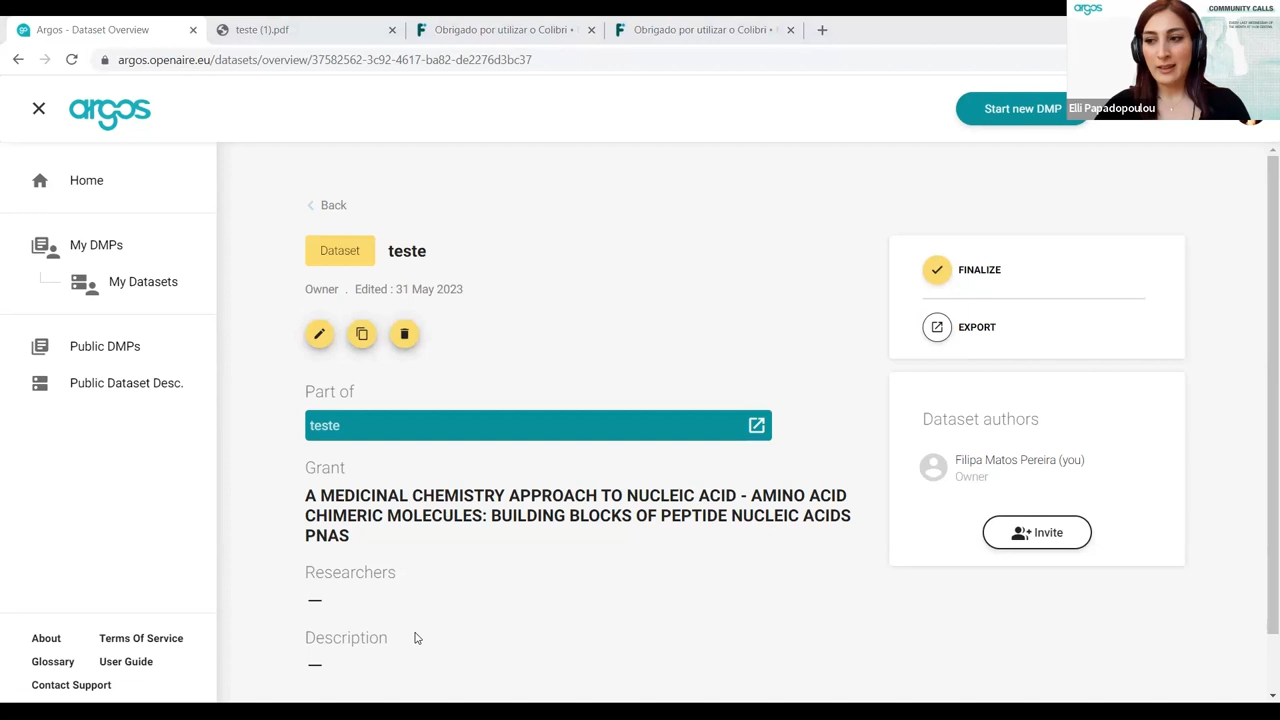 Argos - Dataset Overview
teste (1).pdf
Obrigado por utilizar o Colibri •
Obrigado por utilizar o Colibri •
argos.openaire.eu/datasets/overview/37582562-3c92-4617-ba82-de2276d3bc37
argos
COMMUNITY CALLS
Elli Papadopoulou
argos
Start new DMP
Home
My DMPs
My Datasets
Public DMPs
Public Dataset Desc.
About
Terms Of Service
Glossary
User Guide
Contact Support
Back
Dataset
teste
Owner . Edited : 31 May 2023
Part of
teste
Grant
A MEDICINAL CHEMISTRY APPROACH TO NUCLEIC ACID - AMINO ACID
CHIMERIC MOLECULES: BUILDING BLOCKS OF PEPTIDE NUCLEIC ACIDS
PNAS
Researchers
—
Description
—
FINALIZE
EXPORT
Dataset authors
Filipa Matos Pereira (you)
Owner
Invite